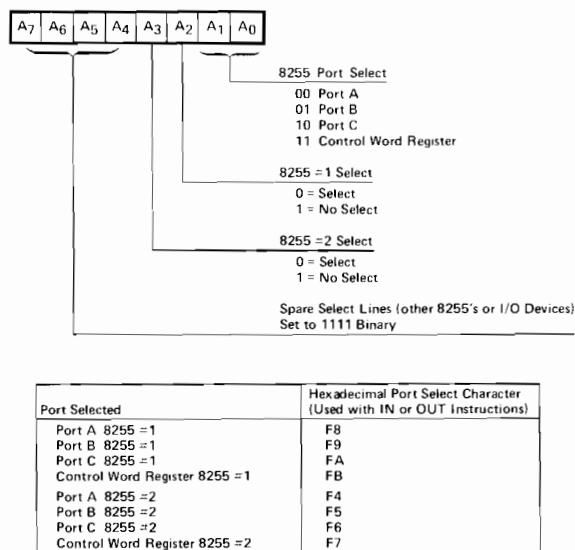 A7 A6 A5 A4 A3 A2 A1 A0
8255 Port Select
00 Port A
01 Port B
10 Port C
11 Control Word Register
8255 =1 Select
0 = Select
1 = No Select
8255 =2 Select
0 = Select
1 = No Select
Spare Select Lines (other 8255's or I/O Devices)
Set to 1111 Binary
Port Selected
Hexadecimal Port Select Character
(Used with IN or OUT Instructions)
Port A 8255 =1 F8
Port B 8255 =1 F9
Port C 8255 =1 FA
Control Word Register 8255 =1 FB
Port A 8255 =2 F4
Port B 8255 =2 F5
Port C 8255 =2 F6
Control Word Register 8255 =2 F7